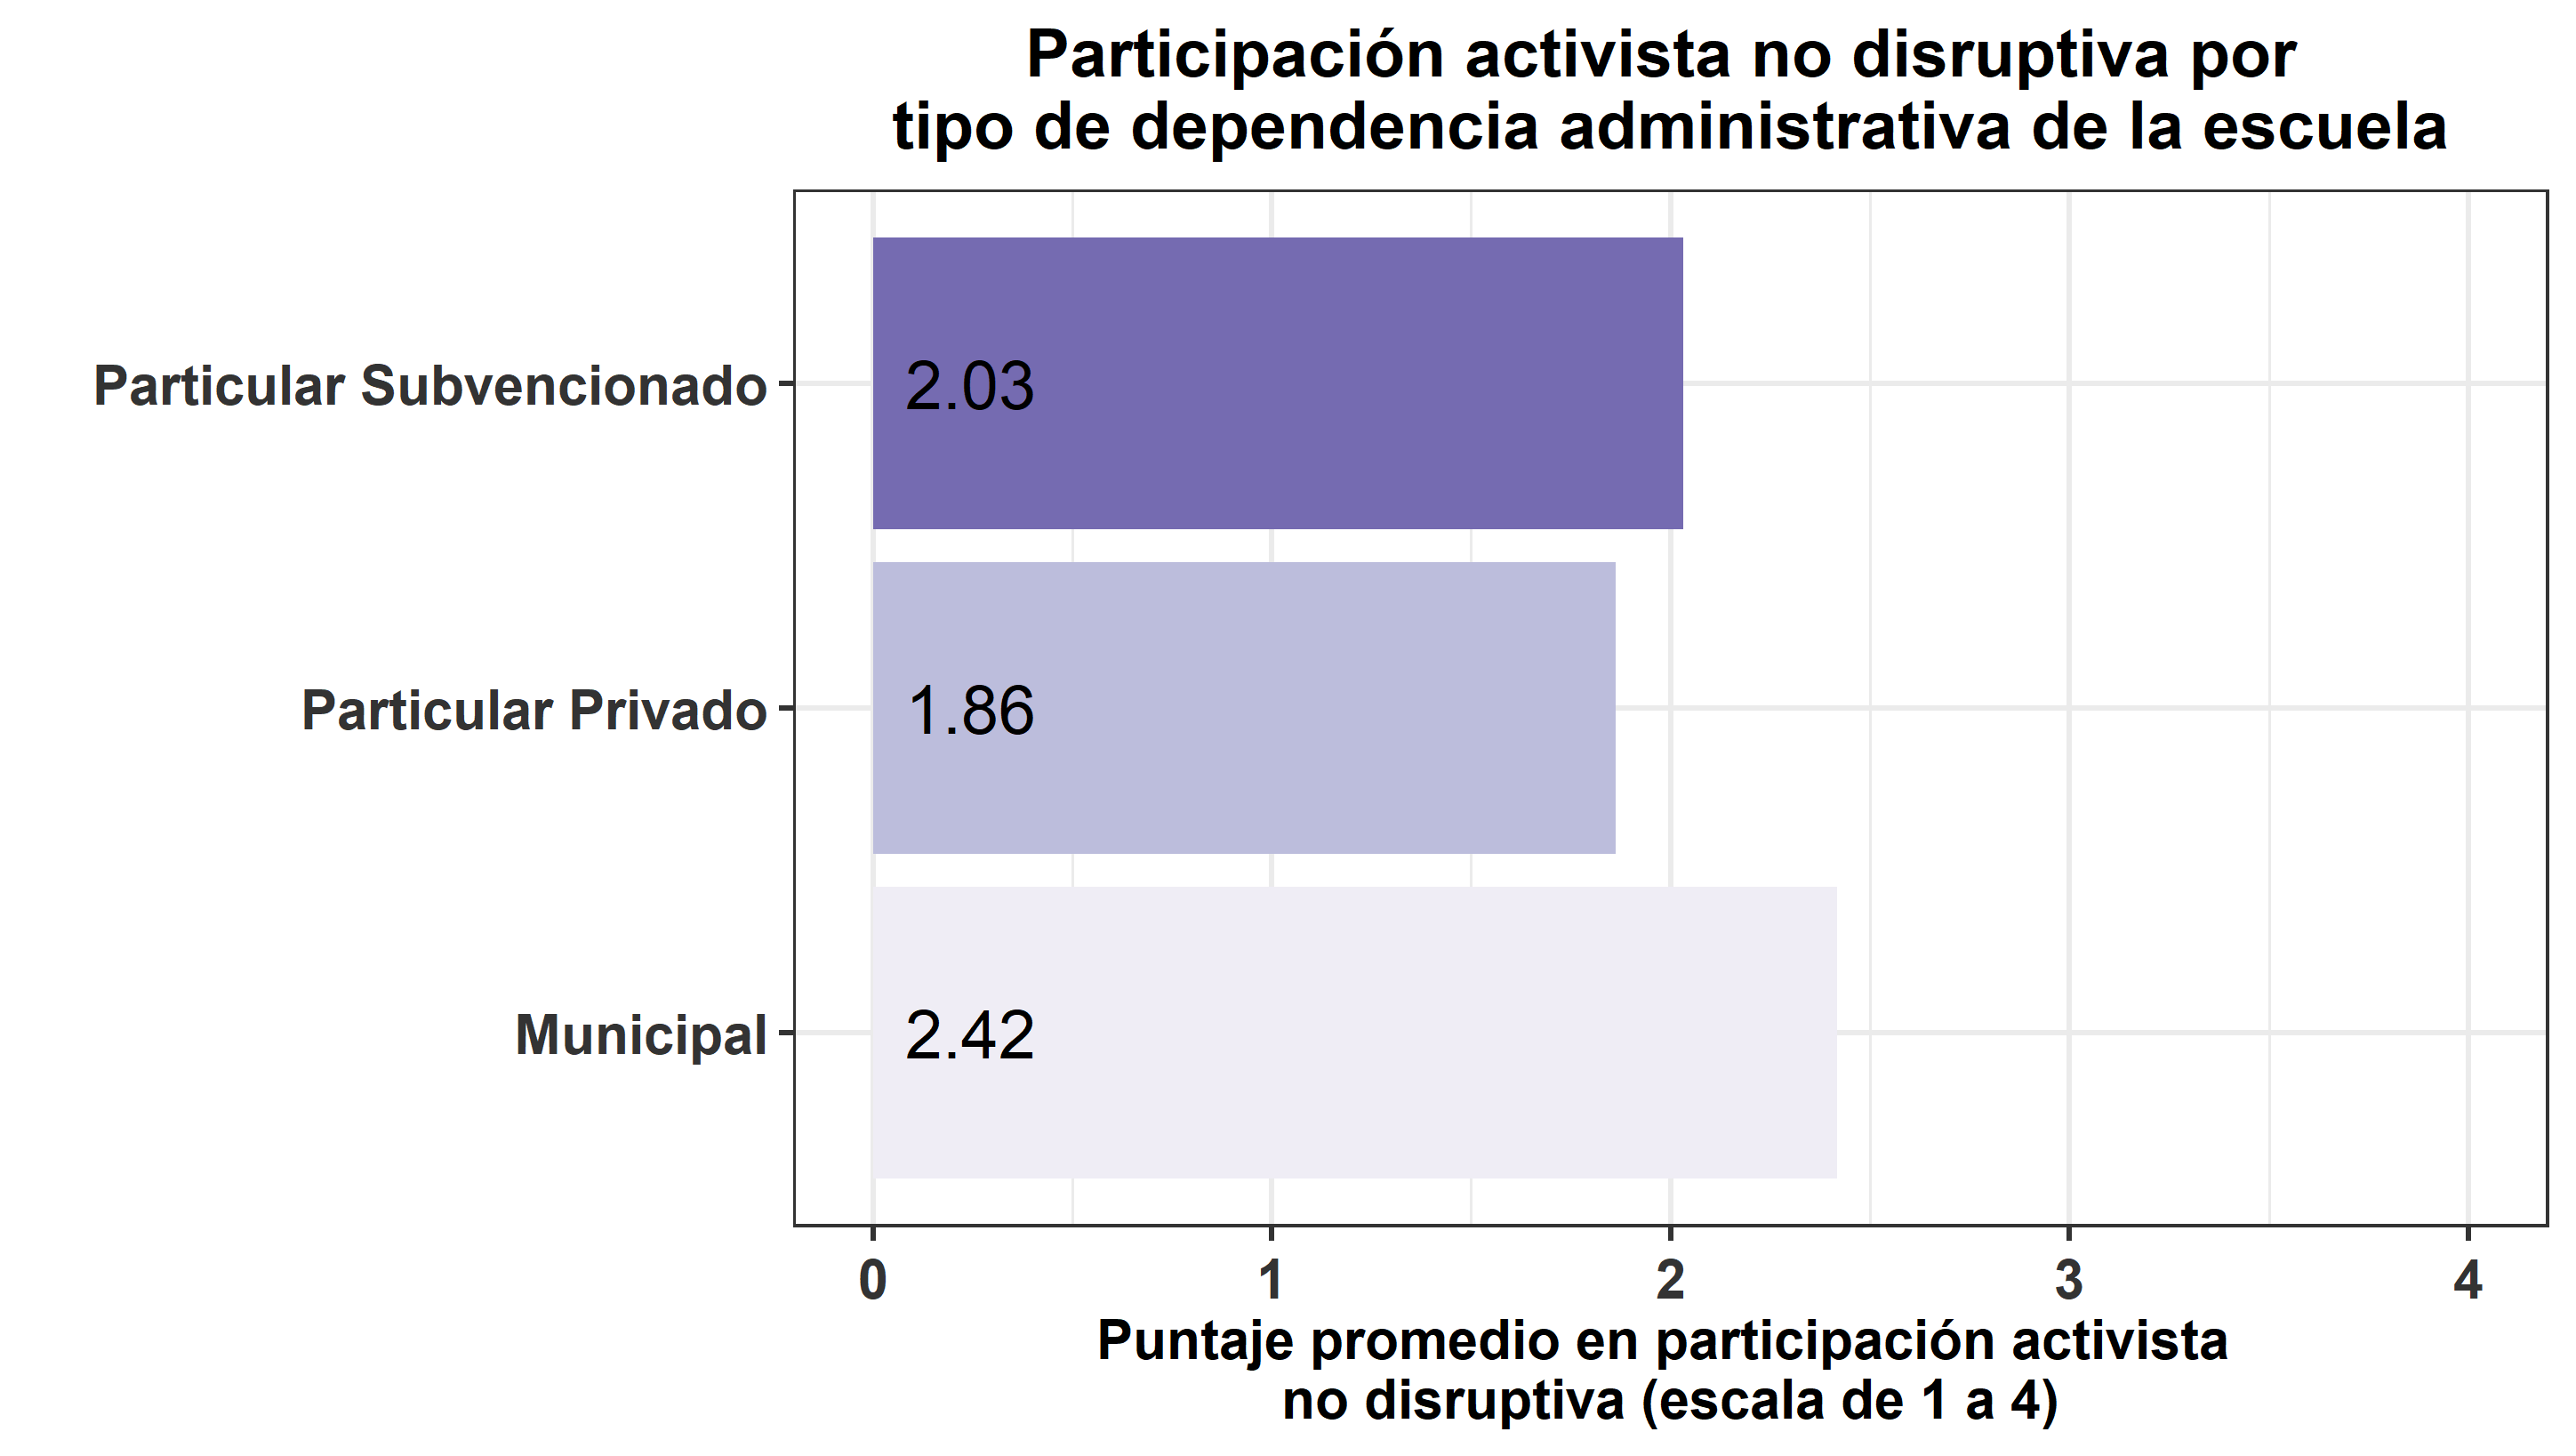 Participación activista no disruptiva por
tipo de dependencia administrativa de la escuela
Particular Subvencionado
2.03
Particular Privado
1.86
Municipal
2.42
0 1 2 3 4
Puntaje promedio en participación activista
no disruptiva (escala de 1 a 4)